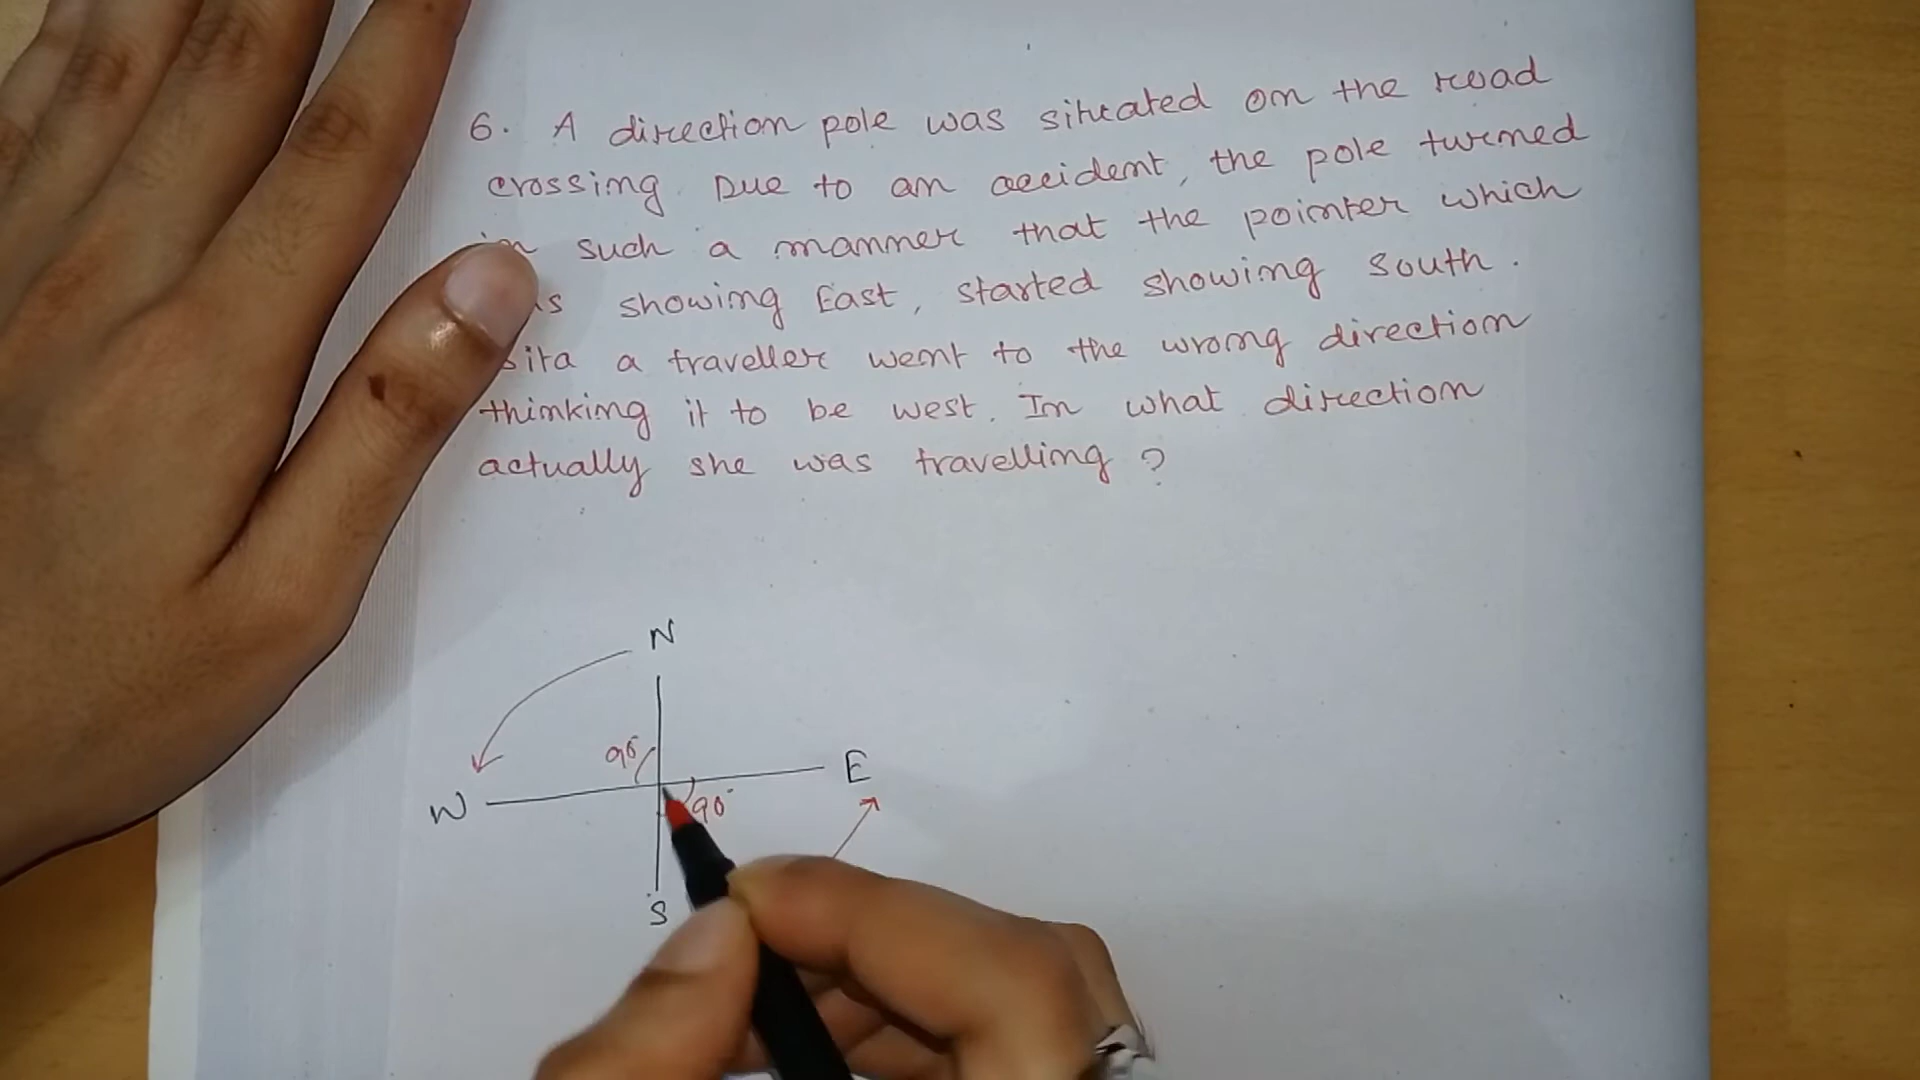 6. A direction pole was situated on the road
crossing. Due to an accident, the pole turned
in such a manner that the pointer which
showing East, started showing south.
sita a traveller went to the wrong direction
thinking it to be west. In what direction
actually she was travelling?
N
90°
E
W
90°
S